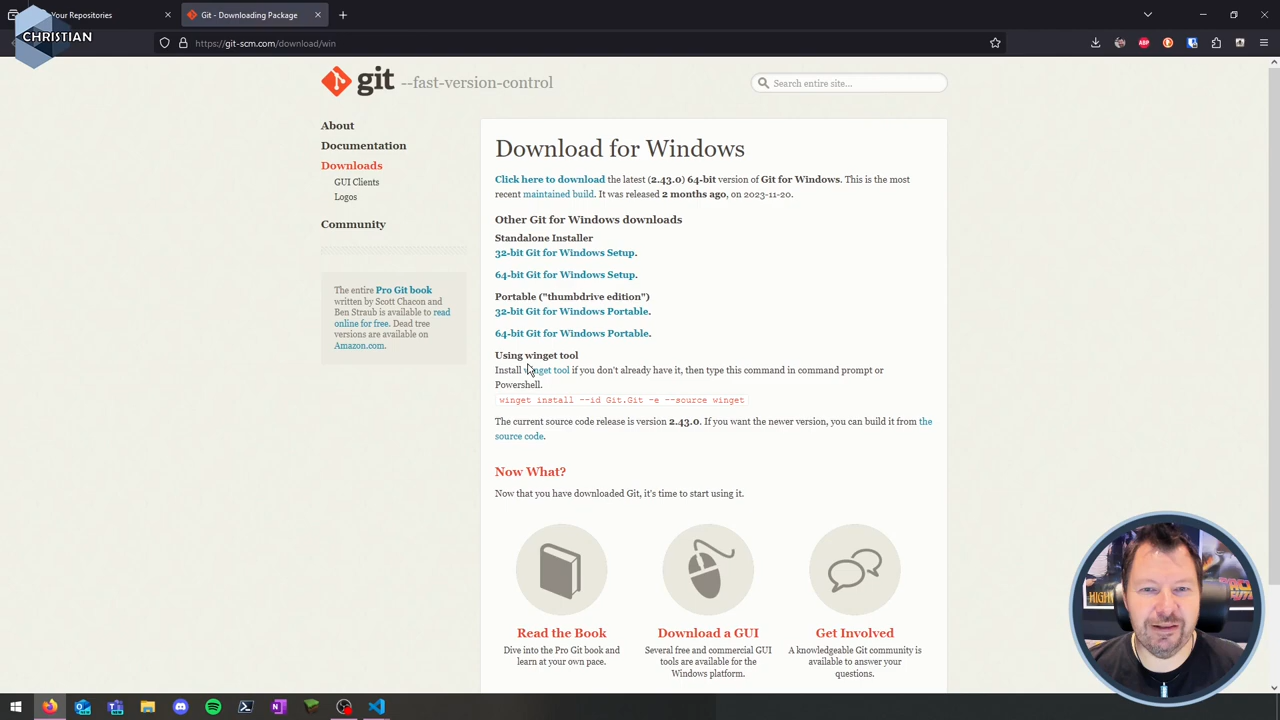 Your Repositories
Git - Downloading Package
CHRISTIAN
https://git-scm.com/download/win
git --fast-version-control
Search entire site...
About
Documentation
Downloads
GUI Clients
Logos
Community
The entire Pro Git book
written by Scott Chacon and
Ben Straub is available to read
online for free. Dead tree
versions are available on
Amazon.com.
Download for Windows
Click here to download the latest (2.43.0) 64-bit version of Git for Windows. This is the most
recent maintained build. It was released 2 months ago, on 2023-11-20.
Other Git for Windows downloads
Standalone Installer
32-bit Git for Windows Setup.
64-bit Git for Windows Setup.
Portable ("thumbdrive edition")
32-bit Git for Windows Portable.
64-bit Git for Windows Portable.
Using winget tool
Install winget tool if you don't already have it, then type this command in command prompt or
Powershell.
winget install --id Git.Git -e --source winget
The current source code release is version 2.43.0. If you want the newer version, you can build it from the
source code.
Now What?
Now that you have downloaded Git, it's time to start using it.
Read the Book
Dive into the Pro Git book and
learn at your own pace.
Download a GUI
Several free and commercial GUI
tools are available for the
Windows platform.
Get Involved
A knowledgeable Git community is
available to answer your
questions.